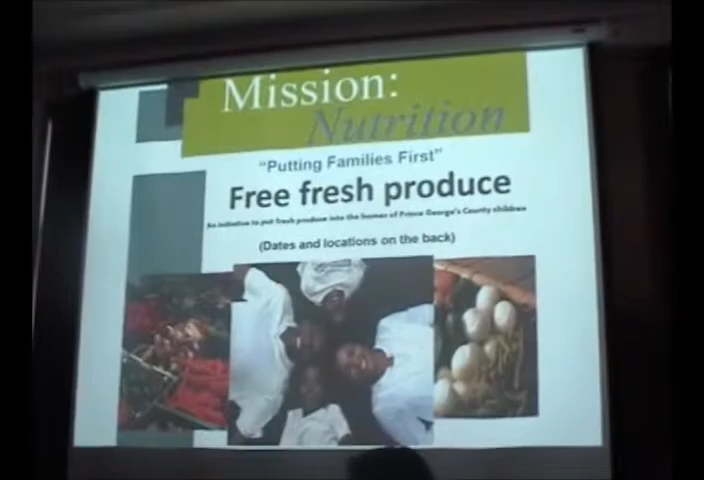 Mission:
Nutrition
"Putting Families First"
Free fresh produce
An initiative to put fresh produce into the homes of Prince George's County children
(Dates and locations on the back)